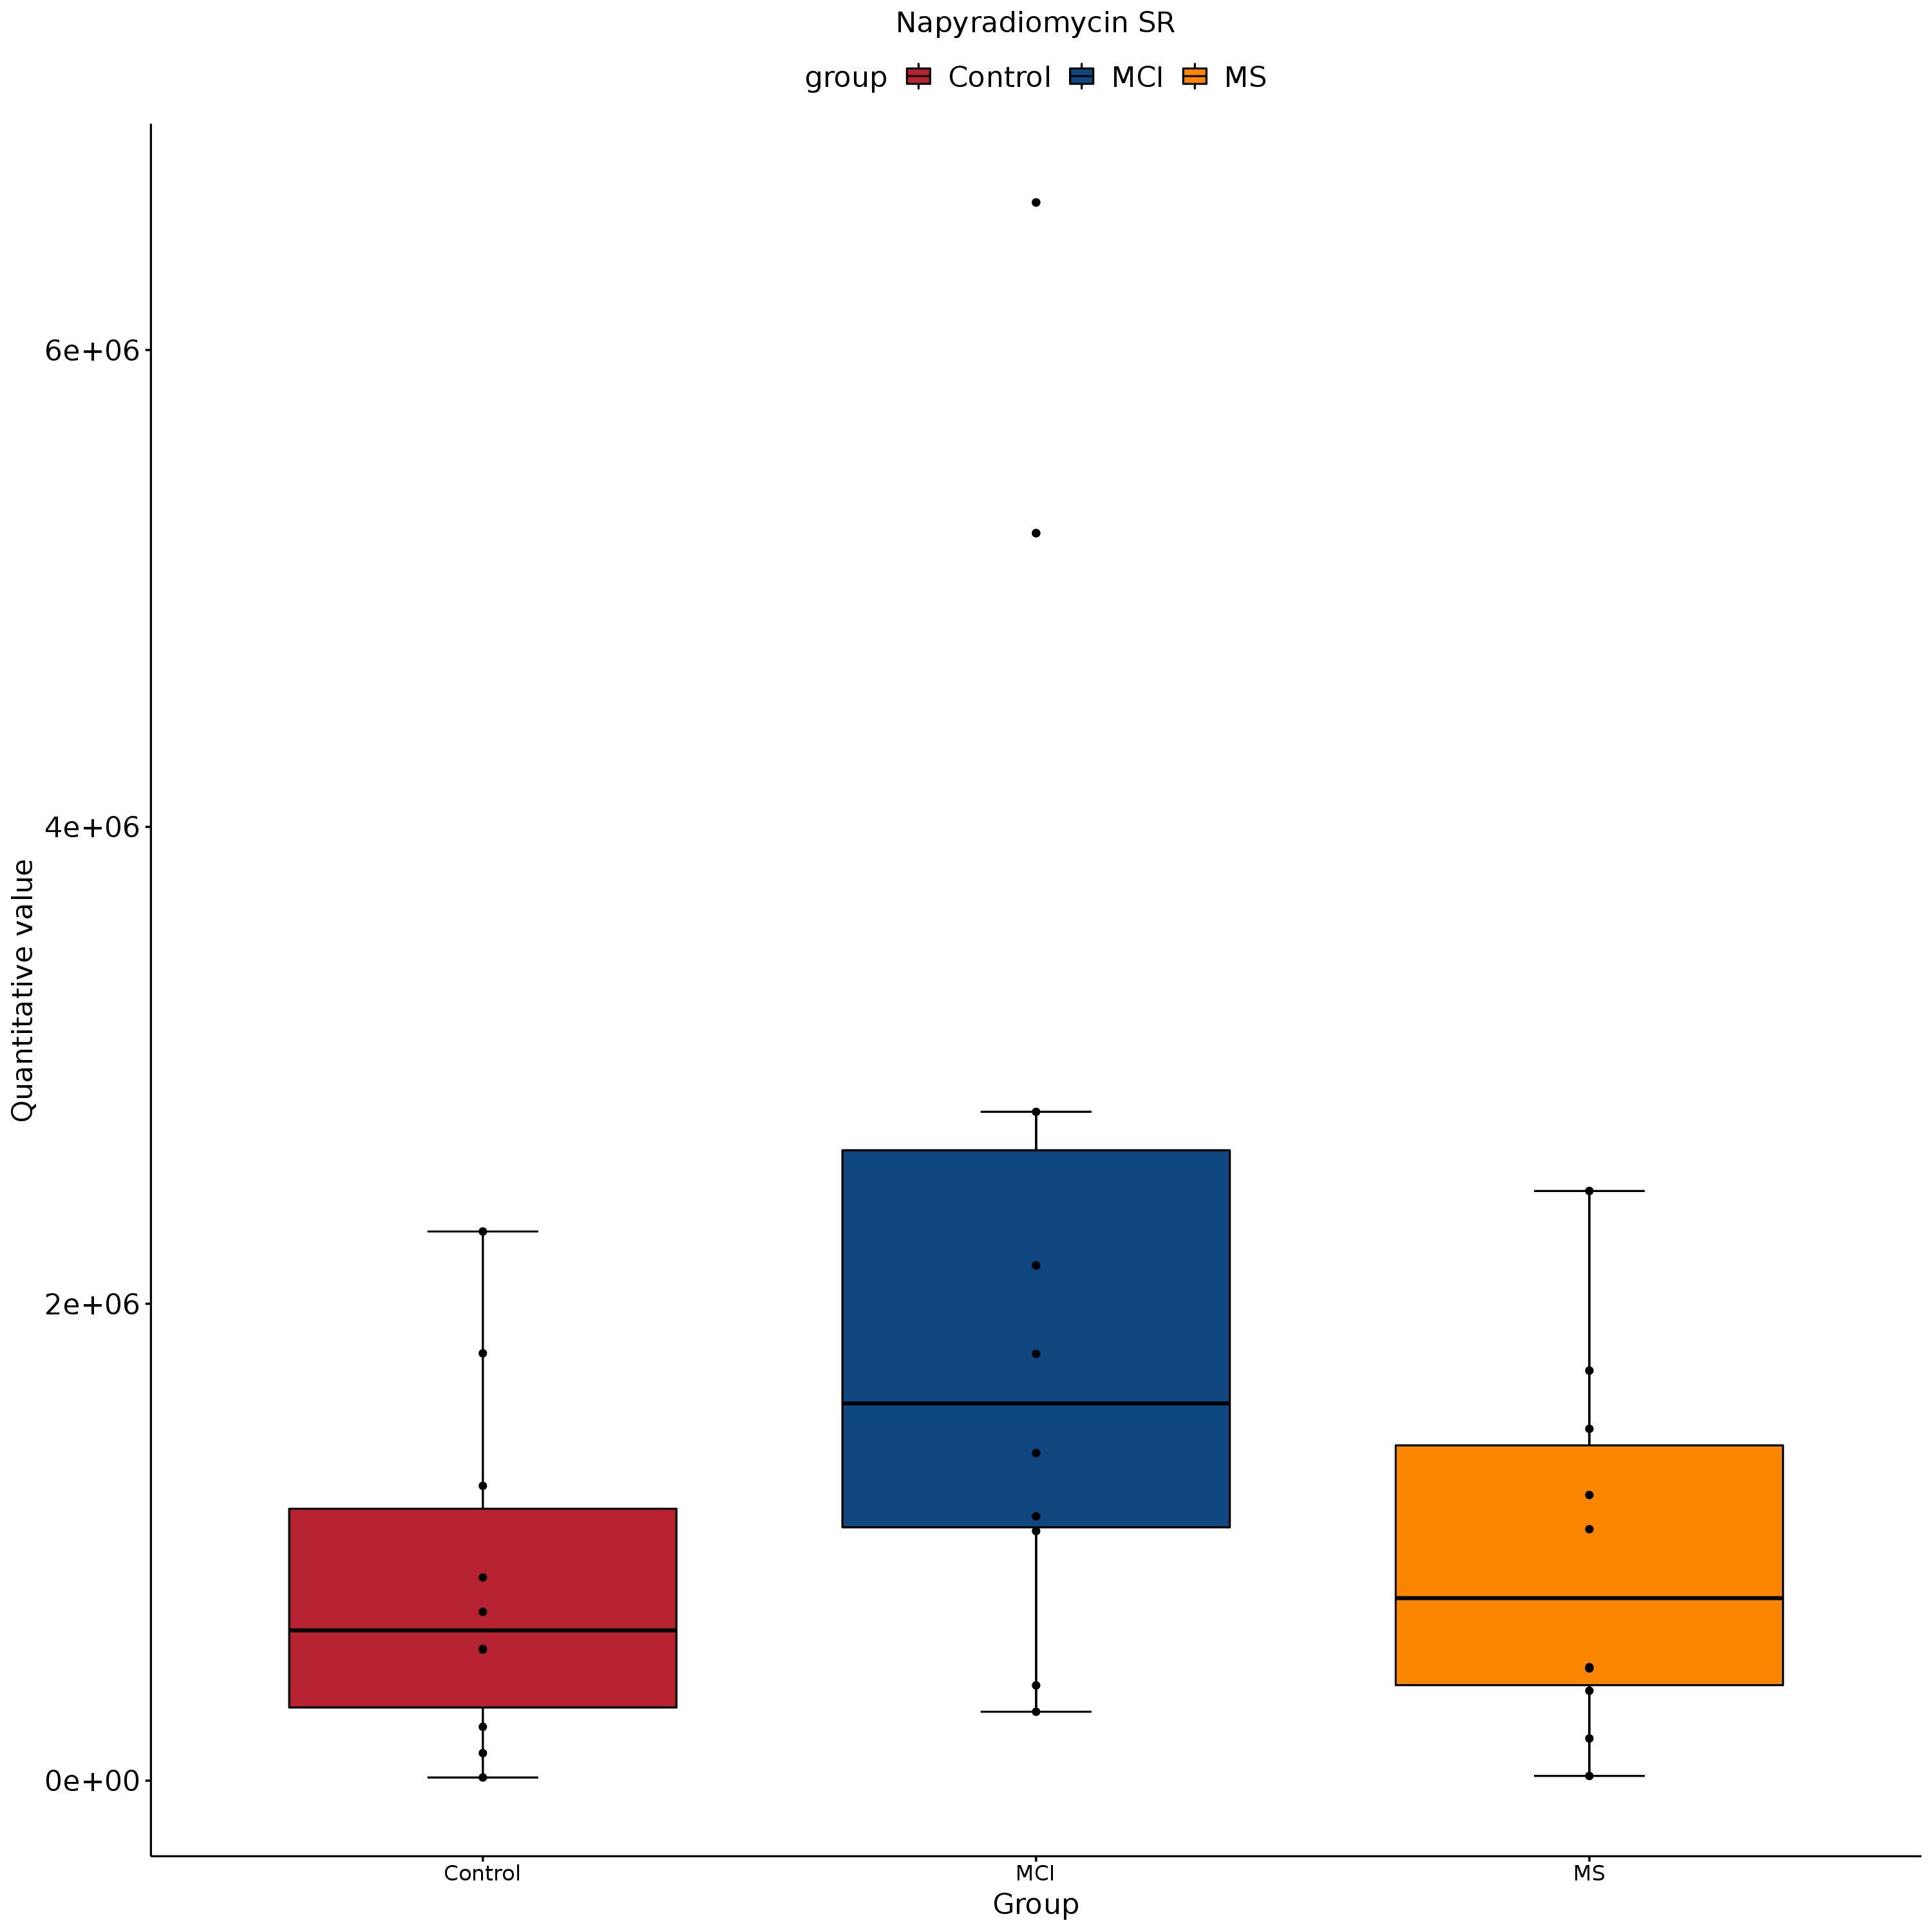 Napyradiomycin SR
group Control MCI MS
Quantitative value
6e+06
4e+06
2e+06
0e+00
Control MCI MS
Group